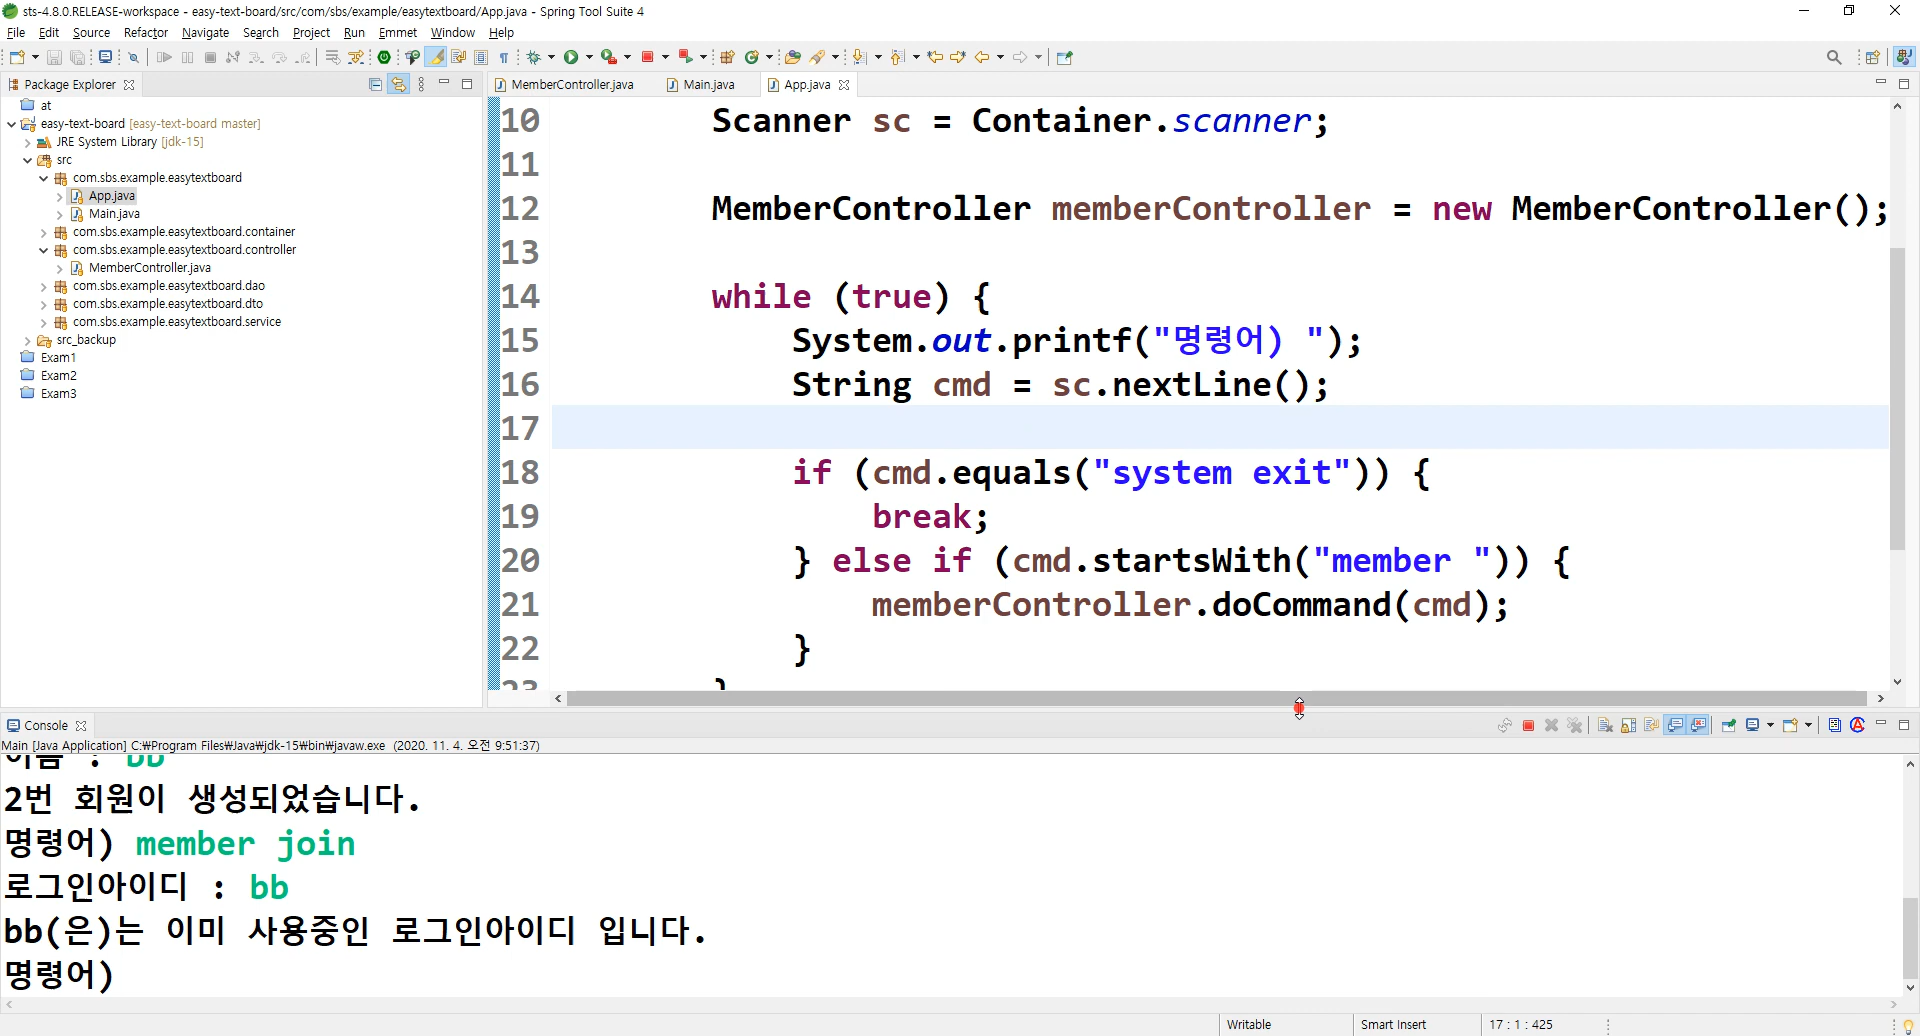 sts-4.8.0.RELEASE-workspace - easy-text-board/src/com/sbs/example/easytextboard/App.java - Spring Tool Suite 4
File Edit Source Refactor Navigate Search Project Run Emmet Window Help
Package Explorer
MemberController.java Main.java App.java
at
easy-text-board [easy-text-board master]
JRE System Library [jdk-15]
src
com.sbs.example.easytextboard
App.java
Main.java
com.sbs.example.easytextboard.container
com.sbs.example.easytextboard.controller
MemberController.java
com.sbs.example.easytextboard.dao
com.sbs.example.easytextboard.dto
com.sbs.example.easytextboard.service
src_backup
Exam1
Exam2
Exam3
10 Scanner sc = Container.scanner;
11
12 MemberController memberController = new MemberController();
13
14 while (true) {
15 System.out.printf("명령어) ");
16 String cmd = sc.nextLine();
17
18 if (cmd.equals("system exit")) {
19 break;
20 } else if (cmd.startsWith("member ")) {
21 memberController.doCommand(cmd);
22 }
23 }
Console
Main [Java Application] C:₩Program Files₩Java₩jdk-15₩bin₩javaw.exe (2020. 11. 4. 오전 9:51:37)
이름 : bb
2번 회원이 생성되었습니다.
명령어) member join
로그인아이디 : bb
bb(은)는 이미 사용중인 로그인아이디 입니다.
명령어)
Writable Smart Insert 17 : 1 : 425